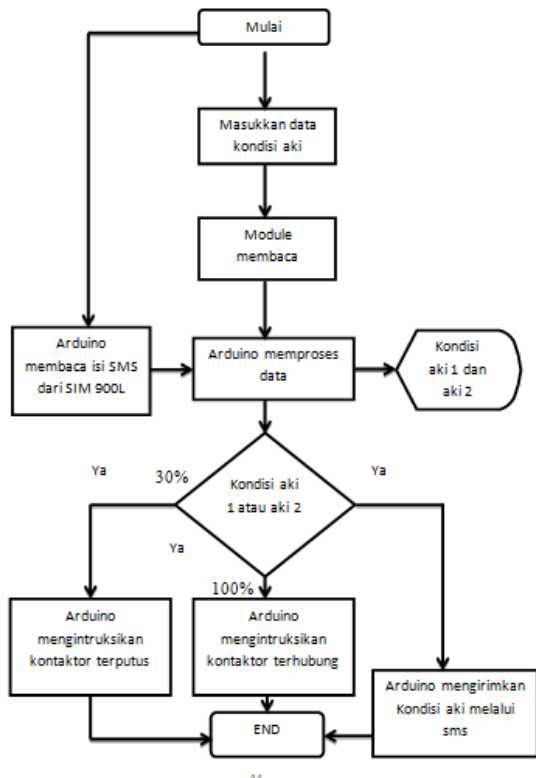 Mulai
Masukkan data
kondisi aki
Module
membaca
Arduino
membaca isi SMS
dari SIM 900L
Arduino memproses
data
Kondisi
aki 1 dan
aki 2
Ya
30%
Kondisi aki
1 atau aki 2
Ya
Ya
100%
Arduino
mengintruksikan
kontaktor terputus
Arduino
mengintruksikan
kontaktor terhubung
Arduino mengirimkan
Kondisi aki melalui
sms
END